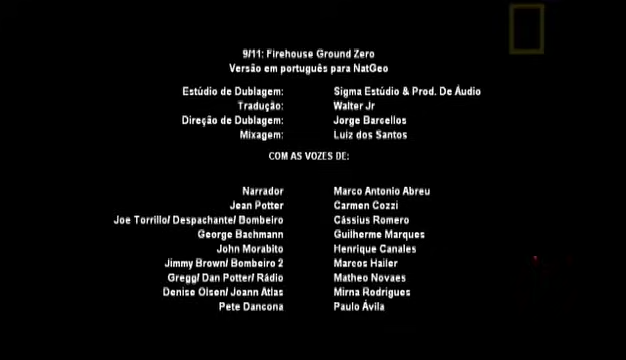 9/11: Firehouse Ground Zero
Versão em português para NatGeo
Estúdio de Dublagem: Sigma Estúdio & Prod. De Áudio
Tradução: Walter Jr
Direção de Dublagem: Jorge Barcellos
Mixagem: Luiz dos Santos
COM AS VOZES DE:
Narrador Marco Antonio Abreu
Jean Potter Carmen Cozzi
Joe Torrillo/ Despachante/ Bombeiro Cássius Romero
George Bachmann Guilherme Marques
John Morabito Henrique Canales
Jimmy Brown/ Bombeiro 2 Marcos Hailer
Gregg/ Dan Potter/ Rádio Matheo Novaes
Denise Olsen/ Joann Atlas Mirna Rodrigues
Pete Dancona Paulo Ávila